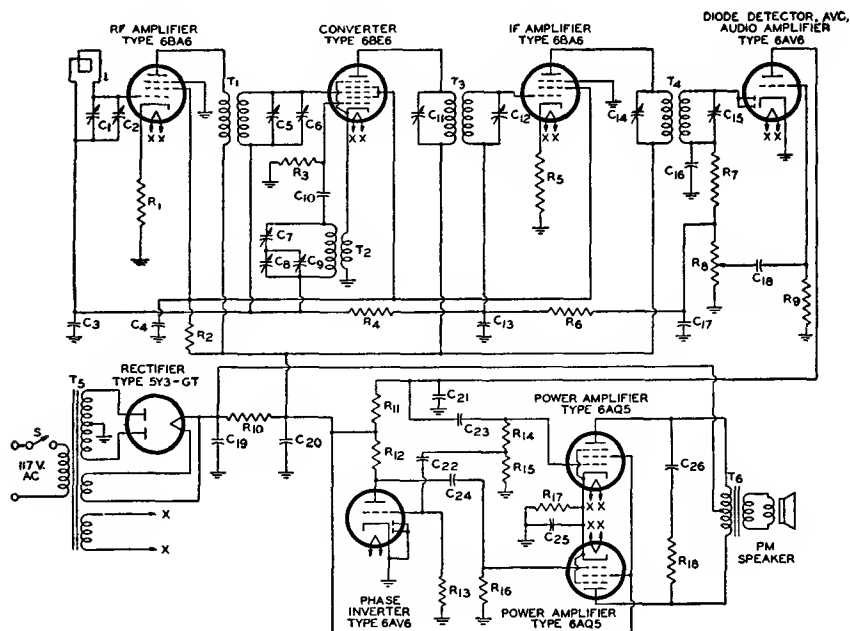 RF AMPLIFIER
TYPE 6BA6
CONVERTER
TYPE 6BE6
IF AMPLIFIER
TYPE 6BA6
DIODE DETECTOR, AVC,
AUDIO AMPLIFIER
TYPE 6AV6
T1
T3
T4
C1
C2
X X
C5
C6
X X
C11
C12
X X
C14
C15
X X
R1
R3
C10
R5
C16
R7
C7
C8
C9
T2
R8
C18
R9
C3
C4
R2
R4
C13
R6
C17
RECTIFIER
TYPE 5Y3-GT
T5
S
117 V.
AC
R10
C19
C20
X
X
R11
C21
C23
R14
R12
C22
R15
C24
POWER AMPLIFIER
TYPE 6AQ5
X X
R17
C25
X X
C26
T6
R18
PM
SPEAKER
R13
R16
PHASE
INVERTER
TYPE 6AV6
POWER AMPLIFIER
TYPE 6AQ5